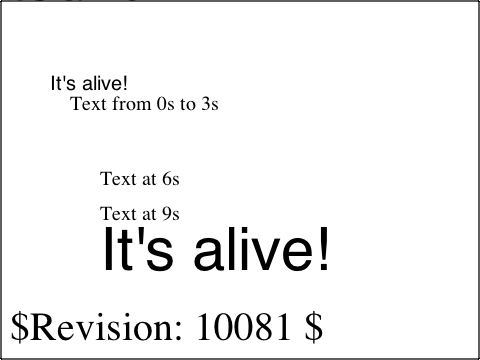 It's alive!
Text from 0s to 3s
Text at 6s
Text at 9s
It's alive!
$Revision: 10081 $